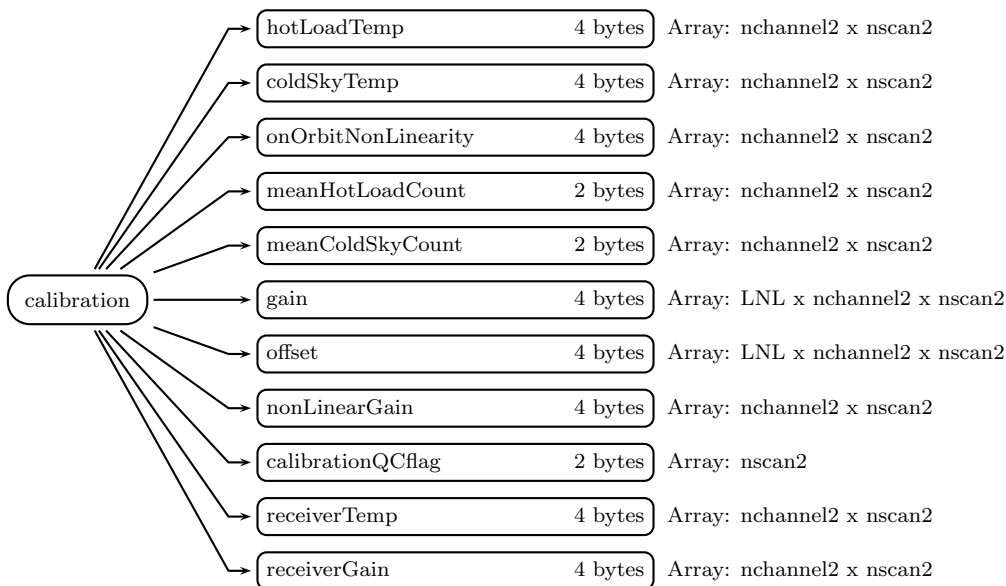 hotLoadTemp 4 bytes Array: nchannel2 x nscan2
coldSkyTemp 4 bytes Array: nchannel2 x nscan2
onOrbitNonLinearity 4 bytes Array: nchannel2 x nscan2
meanHotLoadCount 2 bytes Array: nchannel2 x nscan2
meanColdSkyCount 2 bytes Array: nchannel2 x nscan2
calibration gain 4 bytes Array: LNL x nchannel2 x nscan2
offset 4 bytes Array: LNL x nchannel2 x nscan2
nonLinearGain 4 bytes Array: nchannel2 x nscan2
calibrationQCflag 2 bytes Array: nscan2
receiverTemp 4 bytes Array: nchannel2 x nscan2
receiverGain 4 bytes Array: nchannel2 x nscan2